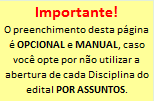 Importante!
O preenchimento desta página
é OPCIONAL e MANUAL, caso
você opte por não utilizar a
abertura de cada Disciplina do
edital POR ASSUNTOS.